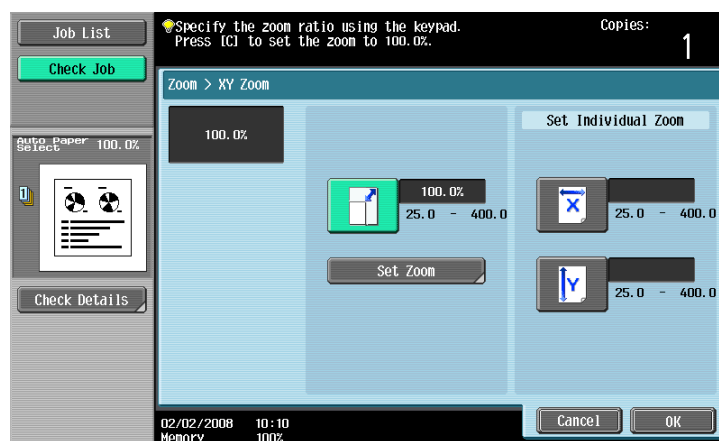 Job List
Check Job
Specify the zoom ratio using the keypad.
Press [C] to set the zoom to 100.0%.
Copies:
1
Zoom > XY Zoom
100.0%
Set Individual Zoom
Auto Paper
Select 100.0%
1
100.0%
25.0 - 400.0
X
25.0 - 400.0
Set Zoom
Y
25.0 - 400.0
Check Details
02/02/2008 10:10
Memory 100%
Cancel
OK